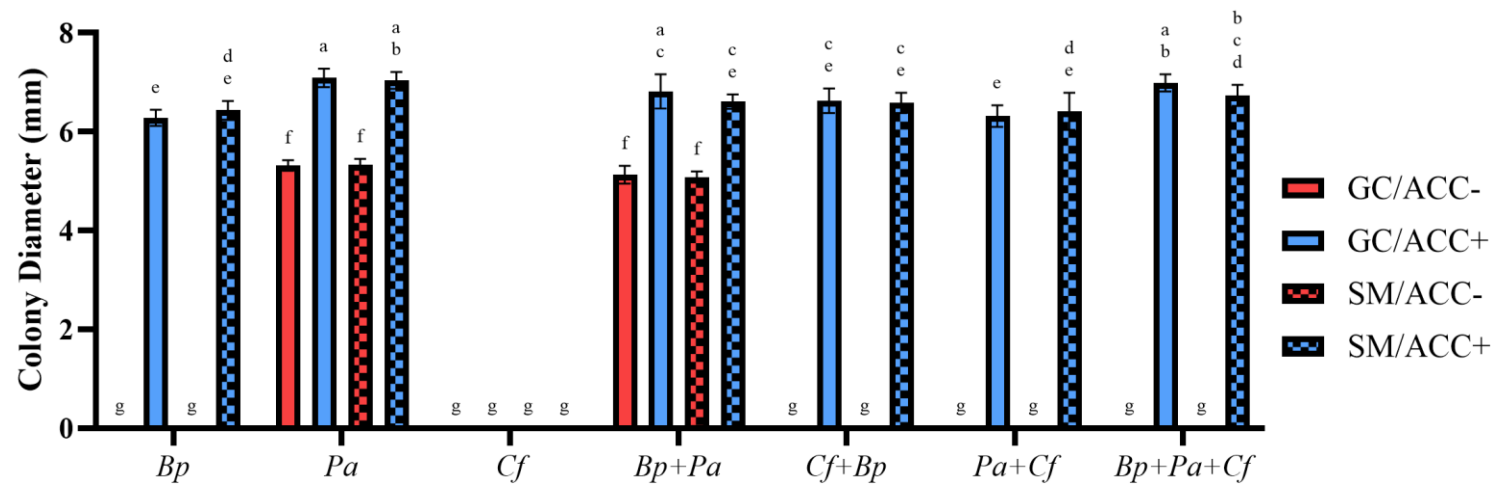 Colony Diameter (mm)
8
6
4
2
0
g
e
g
d
e
f
a
f
a
b
g
g
g
g
f
a
c
f
c
e
g
c
e
g
c
e
g
e
g
d
e
g
a
b
g
b
c
d
Bp
Pa
Cf
Bp+Pa
Cf+Bp
Pa+Cf
Bp+Pa+Cf
GC/ACC-
GC/ACC+
SM/ACC-
SM/ACC+